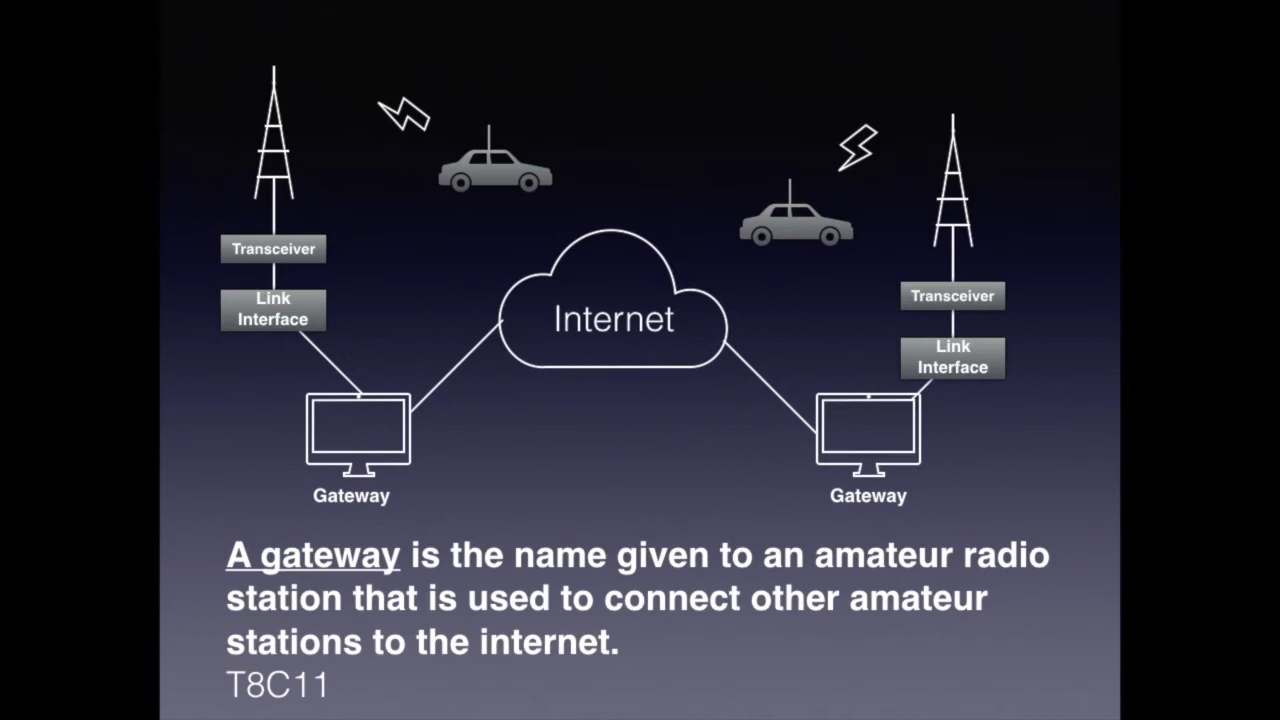 Transceiver
Link
Interface
Internet
Transceiver
Link
Interface
Gateway
Gateway
A gateway is the name given to an amateur radio
station that is used to connect other amateur
stations to the internet.
T8C11